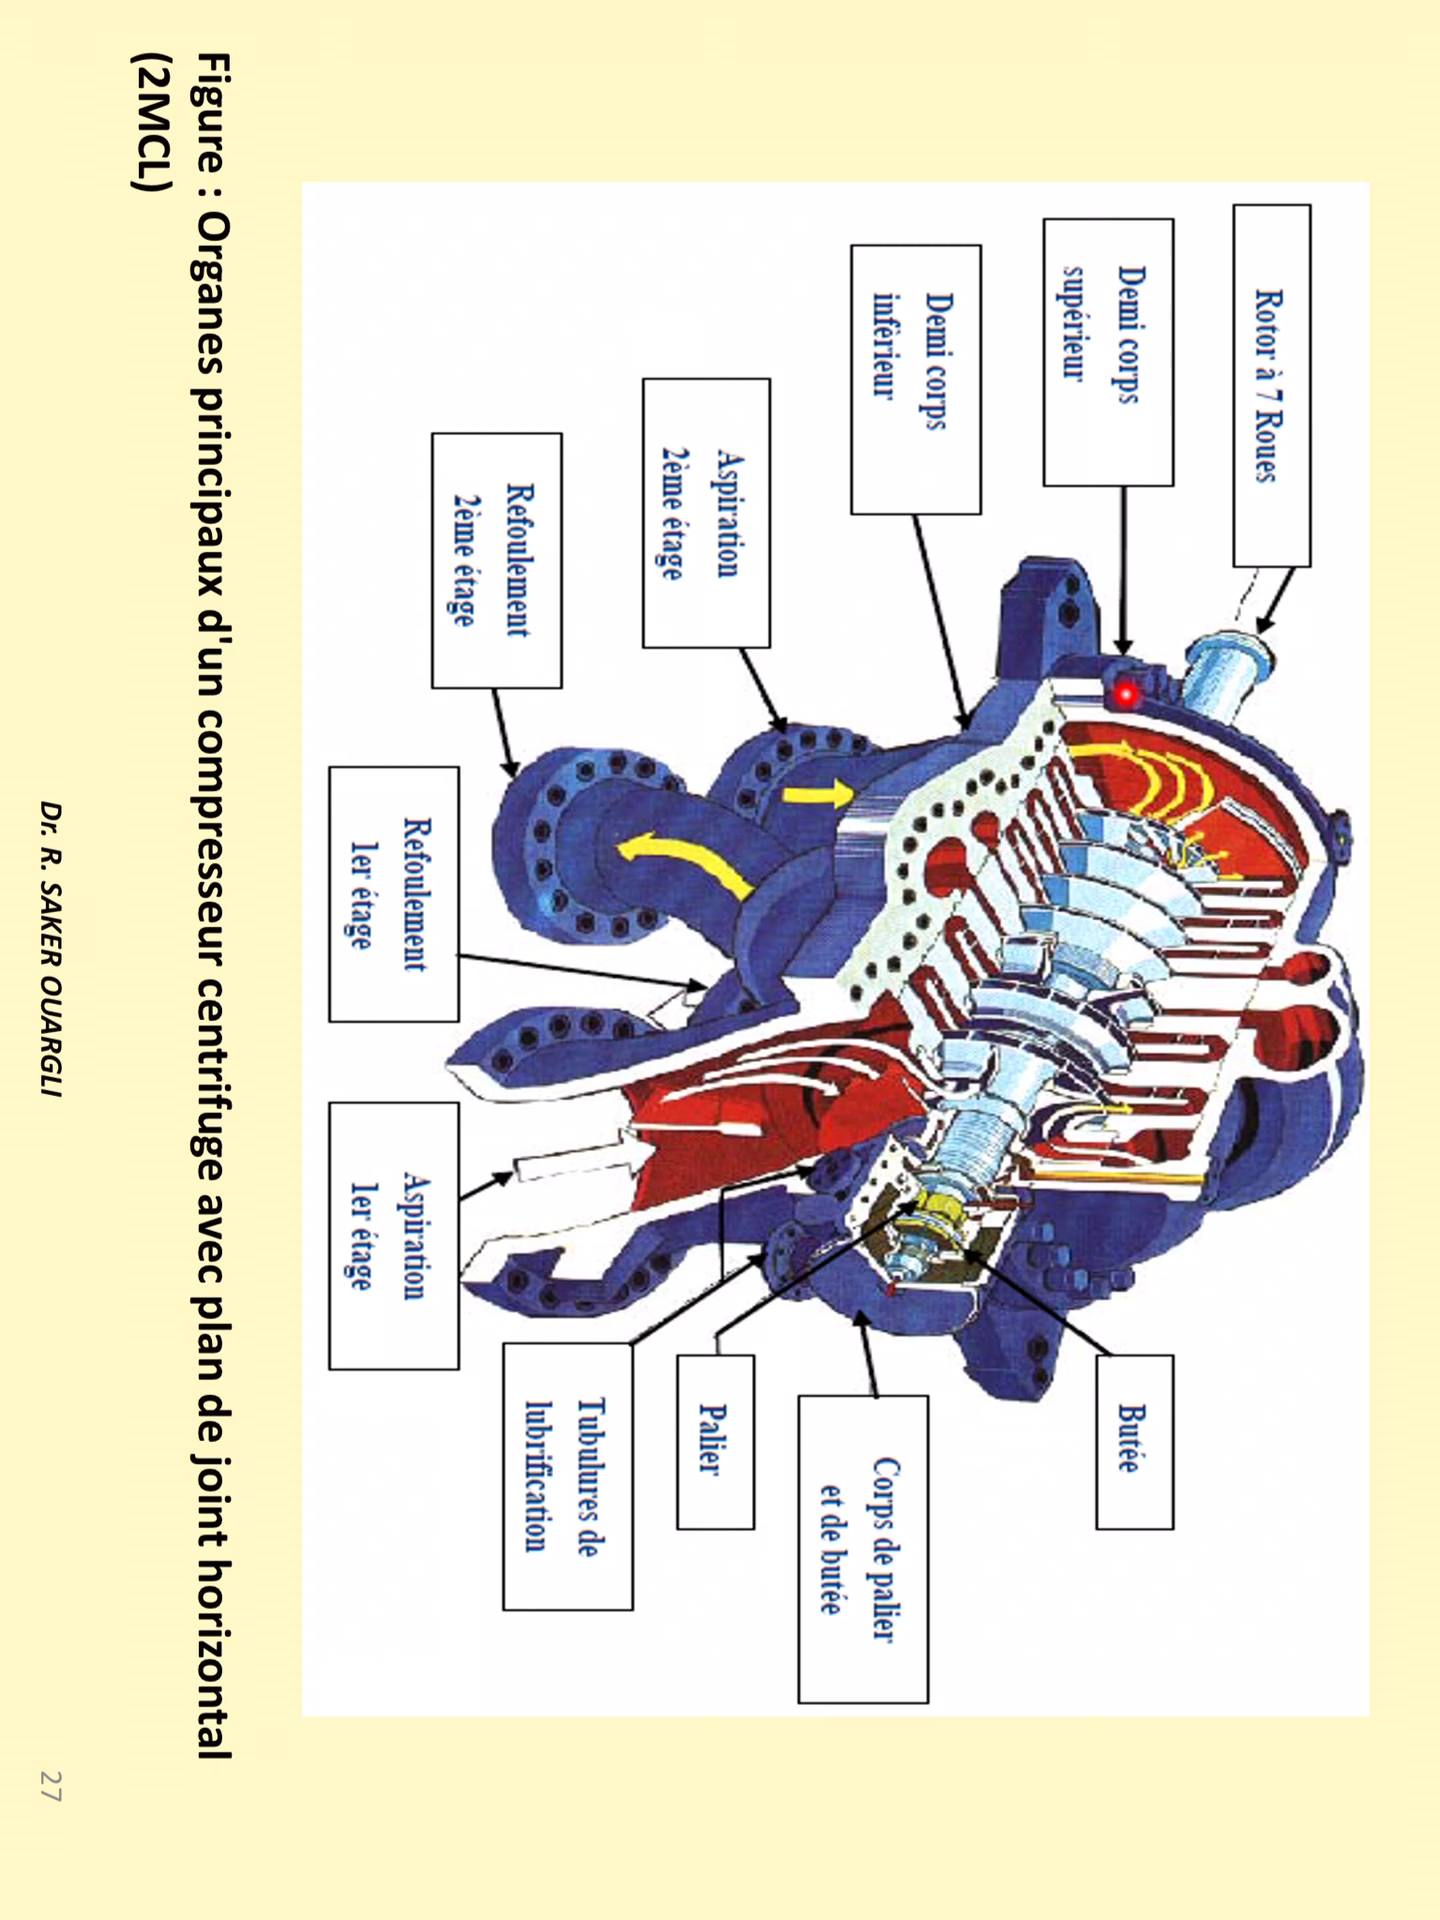 Rotor à 7 Roues
Demi corps
supérieur
Demi corps
infèrieur
Aspiration
2ème étage
Refoulement
2ème étage
Refoulement
1er étage
Aspiration
1er étage
Butée
Corps de palier
et de butée
Palier
Tubulures de
lubrification
Figure : Organes principaux d'un compresseur centrifuge avec plan de joint horizontal
(2MCL)
Dr. R. SAKER OUARGLI
27